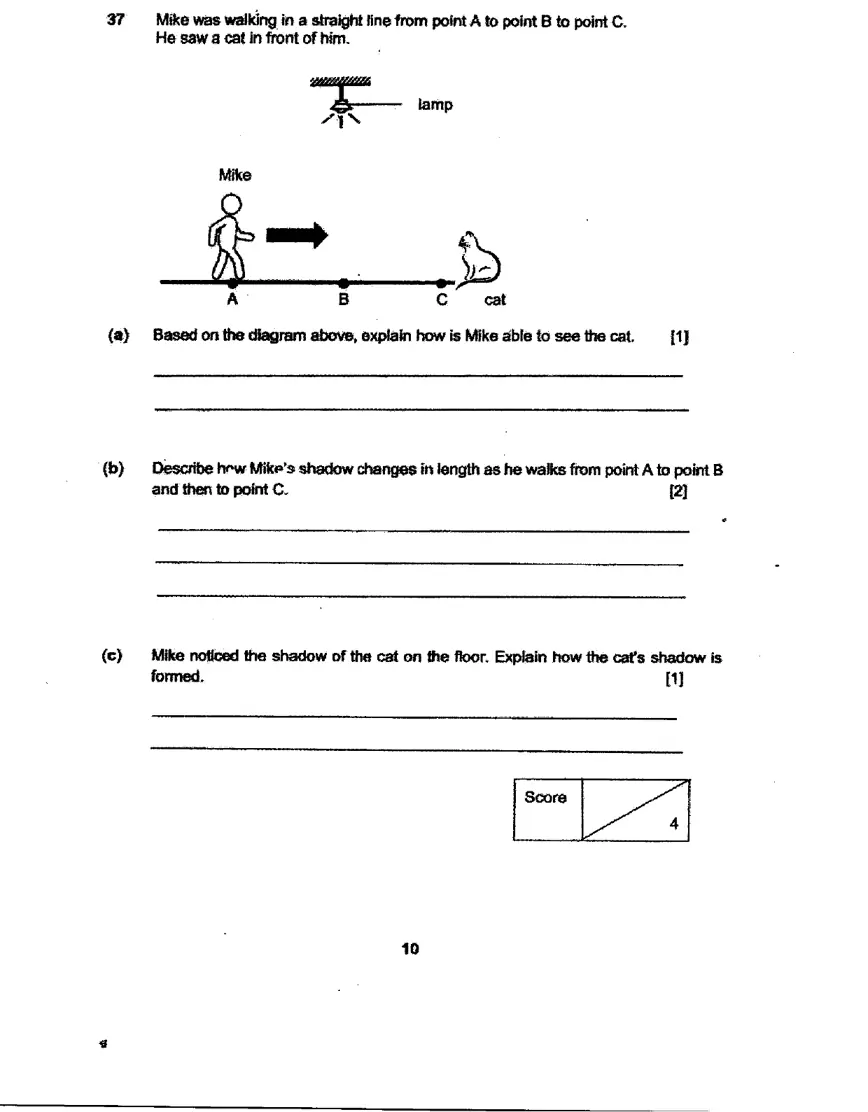 37 Mike was walking in a straight line from point A to point B to point C.
He saw a cat in front of him.
lamp
Mike
A B C cat
(a) Based on the diagram above, explain how is Mike able to see the cat. [1]
(b) Describe how Mike's shadow changes in length as he walks from point A to point B
and then to point C. [2]
(c) Mike noticed the shadow of the cat on the floor. Explain how the cat's shadow is
formed. [1]
Score
4
10